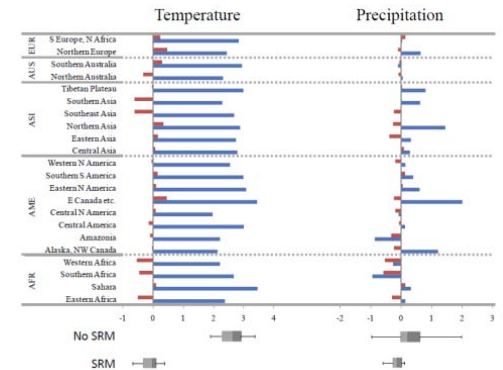 Temperature Precipitation
EUR
S Europe, N Africa
Northern Europe
AUS
Southern Australia
Northern Australia
ASI
Tibetan Plateau
Southern Asia
Southeast Asia
Northern Asia
Eastern Asia
Central Asia
AME
Western N America
Southern S America
Eastern N America
E Canada etc.
Central N America
Central America
Amazonia
Alaska, NW Canada
AFR
Western Africa
Southern Africa
Sahara
Eastern Africa
-1 0 1 2 3 4 -2 -1 0 1 2 3
No SRM
SRM